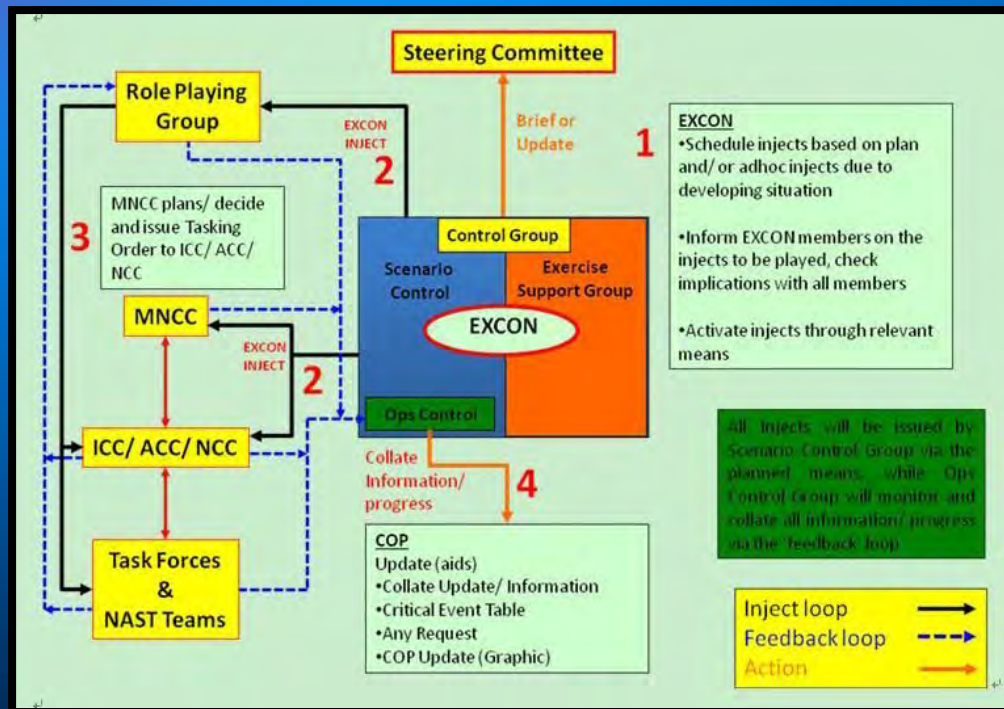 Steering Committee
Role Playing
Group
EXCON
INJECT
2
Brief or
Update
1
EXCON
•Schedule injects based on plan
and/ or adhoc injects due to
developing situation
•Inform EXCON members on the
injects to be played, check
implications with all members
•Activate injects through relevant
means
3
MNCC plans/ decide
and issue Tasking
Order to ICC/ ACC/
NCC
Control Group
Scenario
Control
Exercise
Support Group
EXCON
MNCC
EXCON
INJECT
2
Ops Control
ICC/ ACC/ NCC
Collate
Information/
progress
4
All Injects will be issued by
Scenario Control Group via the
planned means, while Ops
Control Group will monitor and
collate all information/ progress
via the 'feedback' loop
Task Forces
&
NAST Teams
COP
Update (aids)
•Collate Update/ Information
•Critical Event Table
•Any Request
•COP Update (Graphic)
Inject loop
Feedback loop
Action